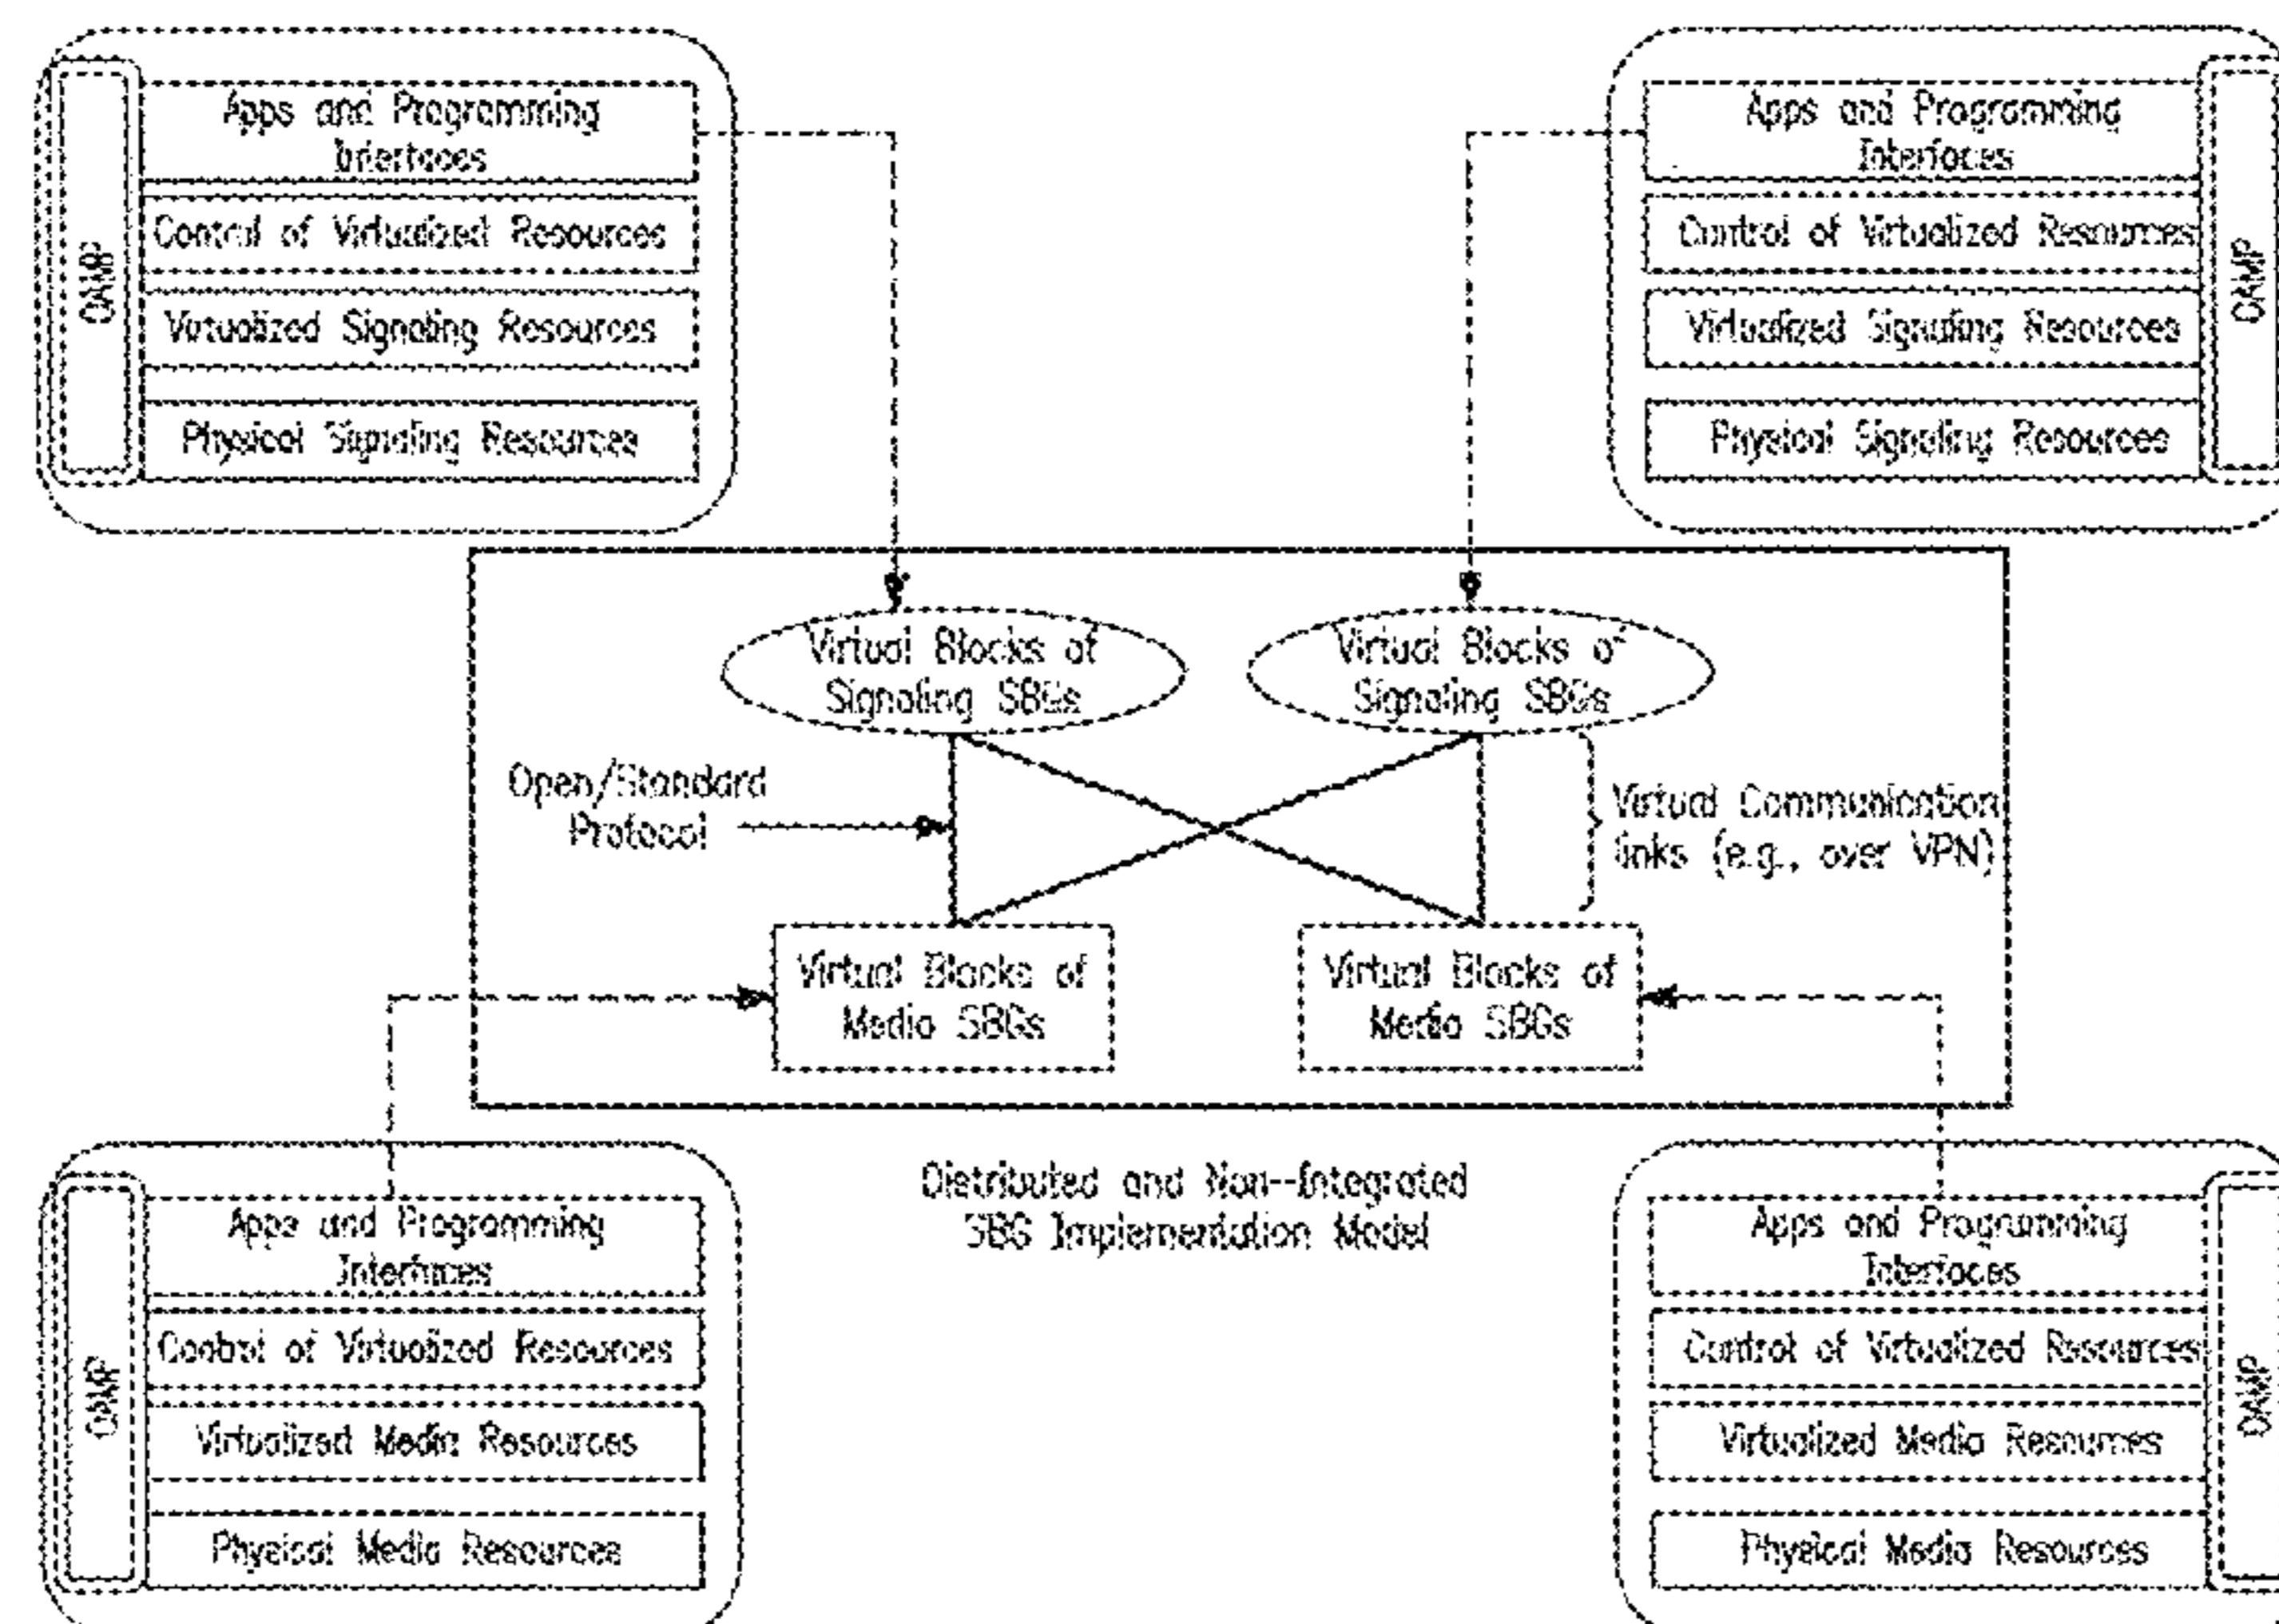 OAMP
Apps and Programming
Interfaces
Control of Virtualized Resources
Virtualized Signaling Resources
Physical Signaling Resources
Apps and Programming
Interfaces
Control of Virtualized Resources
Virtualized Signaling Resources
Physical Signaling Resources
OAMP
Virtual Blocks of
Signaling SBGs
Virtual Blocks of
Signaling SBGs
Open/Standard
Protocol
Virtual Communication
links (e.g., over VPN)
Virtual Blocks of
Media SBGs
Virtual Blocks of
Media SBGs
Distributed and Non-Integrated
SBG Implementation Model
OAMP
Apps and Programming
Interfaces
Control of Virtualized Resources
Virtualized Media Resources
Physical Media Resources
Apps and Programming
Interfaces
Control of Virtualized Resources
Virtualized Media Resources
Physical Media Resources
OAMP